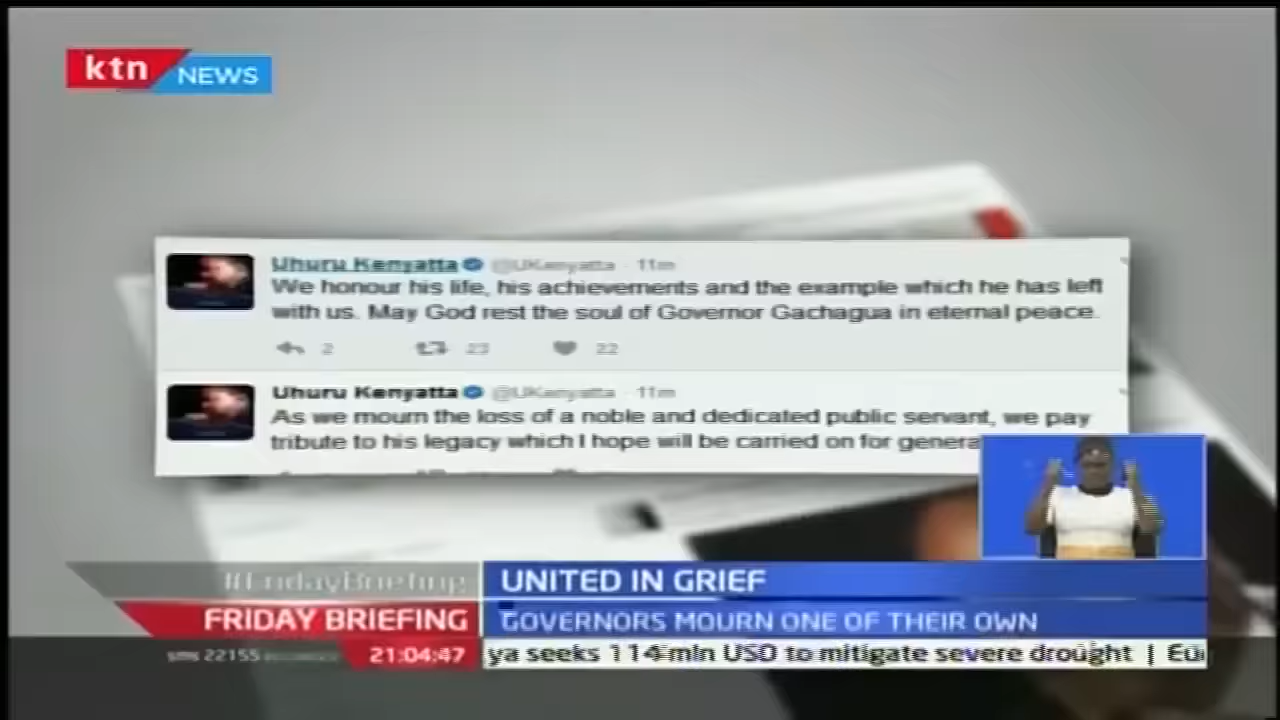 ktn NEWS
Uhuru Kenyatta @UKenyatta · 11m
We honour his life, his achievements and the example which he has left
with us. May God rest the soul of Governor Gachagua in eternal peace.
2 23 22
Uhuru Kenyatta @UKenyatta · 11m
As we mourn the loss of a noble and dedicated public servant, we pay
tribute to his legacy which I hope will be carried on for genera
#FridayBriefing
UNITED IN GRIEF
FRIDAY BRIEFING
GOVERNORS MOURN ONE OF THEIR OWN
sms 22155
21:04:47
ya seeks 114 mln USD to mitigate severe drought |